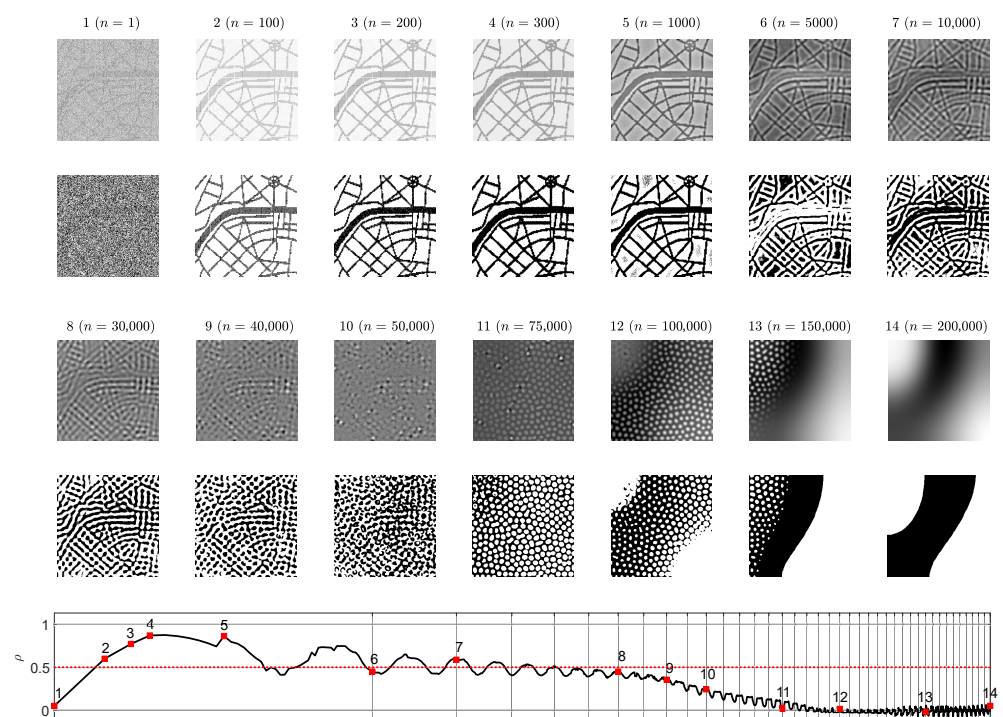 1 (n = 1) 2 (n = 100) 3 (n = 200) 4 (n = 300) 5 (n = 1000) 6 (n = 5000) 7 (n = 10,000)
8 (n = 30,000) 9 (n = 40,000) 10 (n = 50,000) 11 (n = 75,000) 12 (n = 100,000) 13 (n = 150,000) 14 (n = 200,000)
1
0.5
0
ρ
1 2 3 4 5 6 7 8 9 10 11 12 13 14